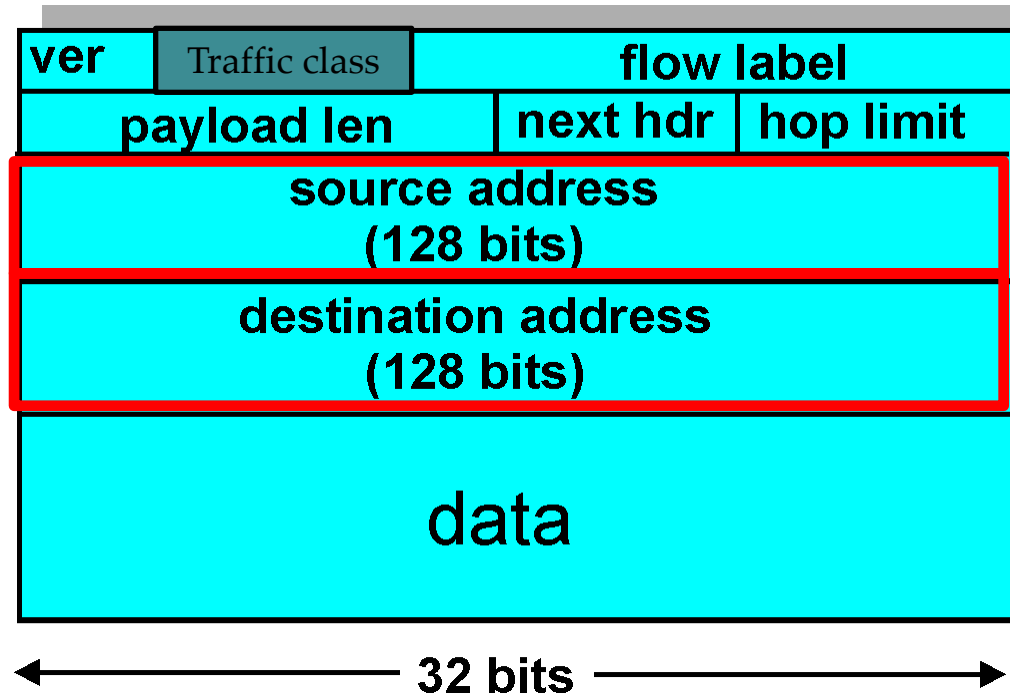 ver Traffic class flow label
payload len next hdr hop limit
source address
(128 bits)
destination address
(128 bits)
data
32 bits